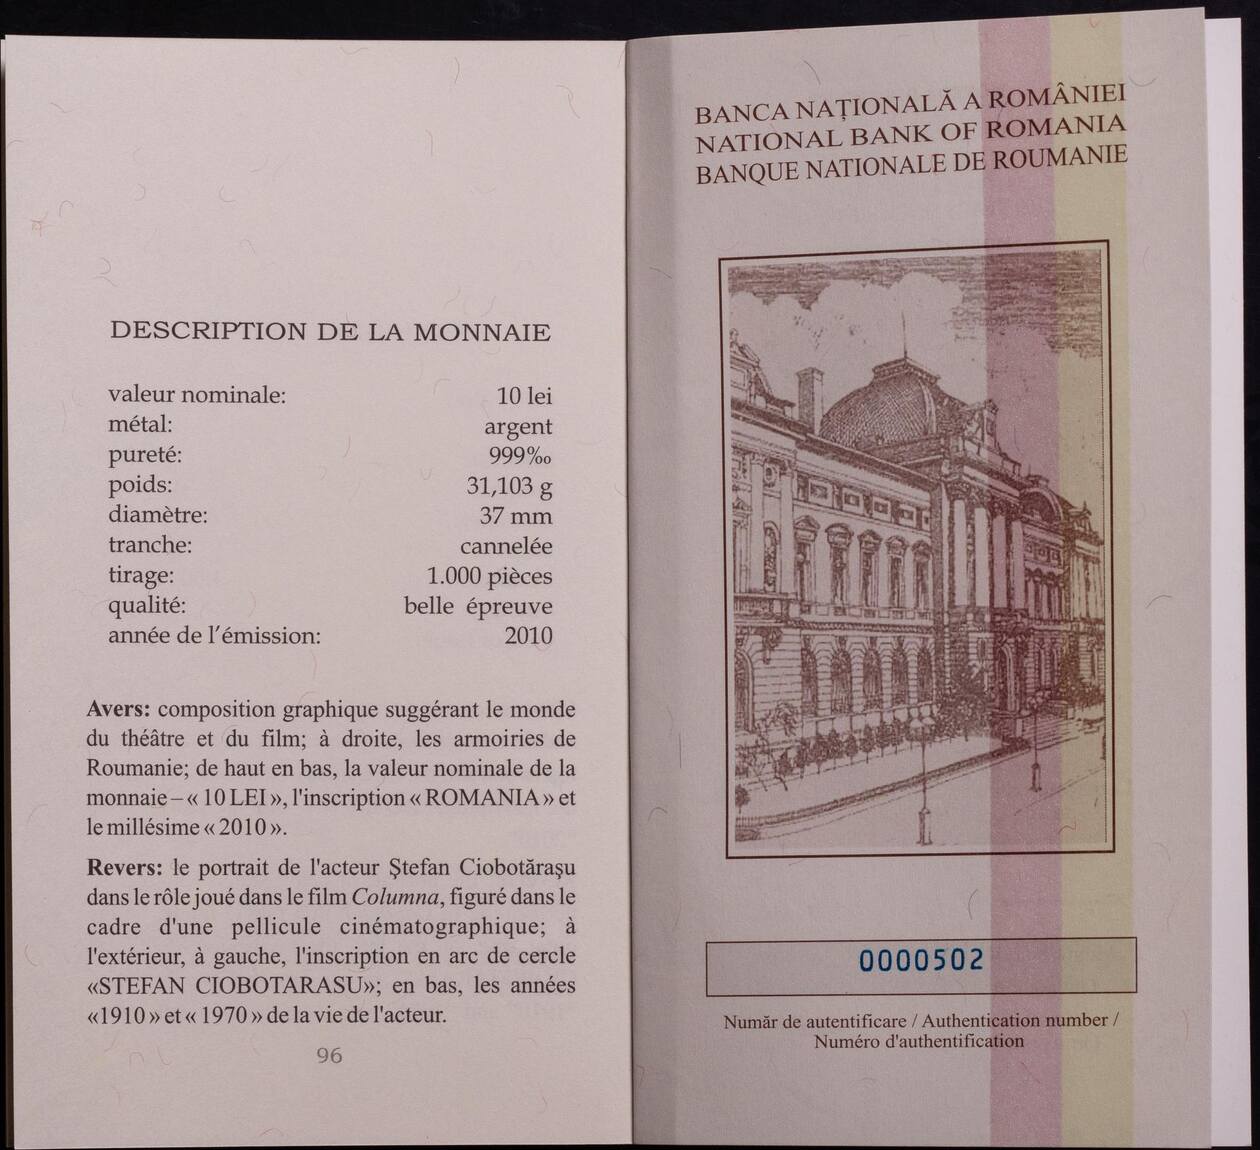 DESCRIPTION DE LA MONNAIE
valeur nominale: 10 lei
métal: argent
pureté: 999‰
poids: 31,103 g
diamètre: 37 mm
tranche: cannelée
tirage: 1.000 pièces
qualité: belle épreuve
année de l'émission: 2010
Avers: composition graphique suggérant le monde
du théâtre et du film; à droite, les armoiries de
Roumanie; de haut en bas, la valeur nominale de la
monnaie – « 10 LEI », l'inscription « ROMANIA » et
le millésime « 2010 ».
Revers: le portrait de l'acteur Ştefan Ciobotăraşu
dans le rôle joué dans le film Columna, figuré dans le
cadre d'une pellicule cinématographique; à
l'extérieur, à gauche, l'inscription en arc de cercle
«STEFAN CIOBOTARASU»; en bas, les années
«1910 » et « 1970 » de la vie de l'acteur.
96
BANCA NAŢIONALĂ A ROMÂNIEI
NATIONAL BANK OF ROMANIA
BANQUE NATIONALE DE ROUMANIE
0000502
Număr de autentificare / Authentication number /
Numéro d'authentification